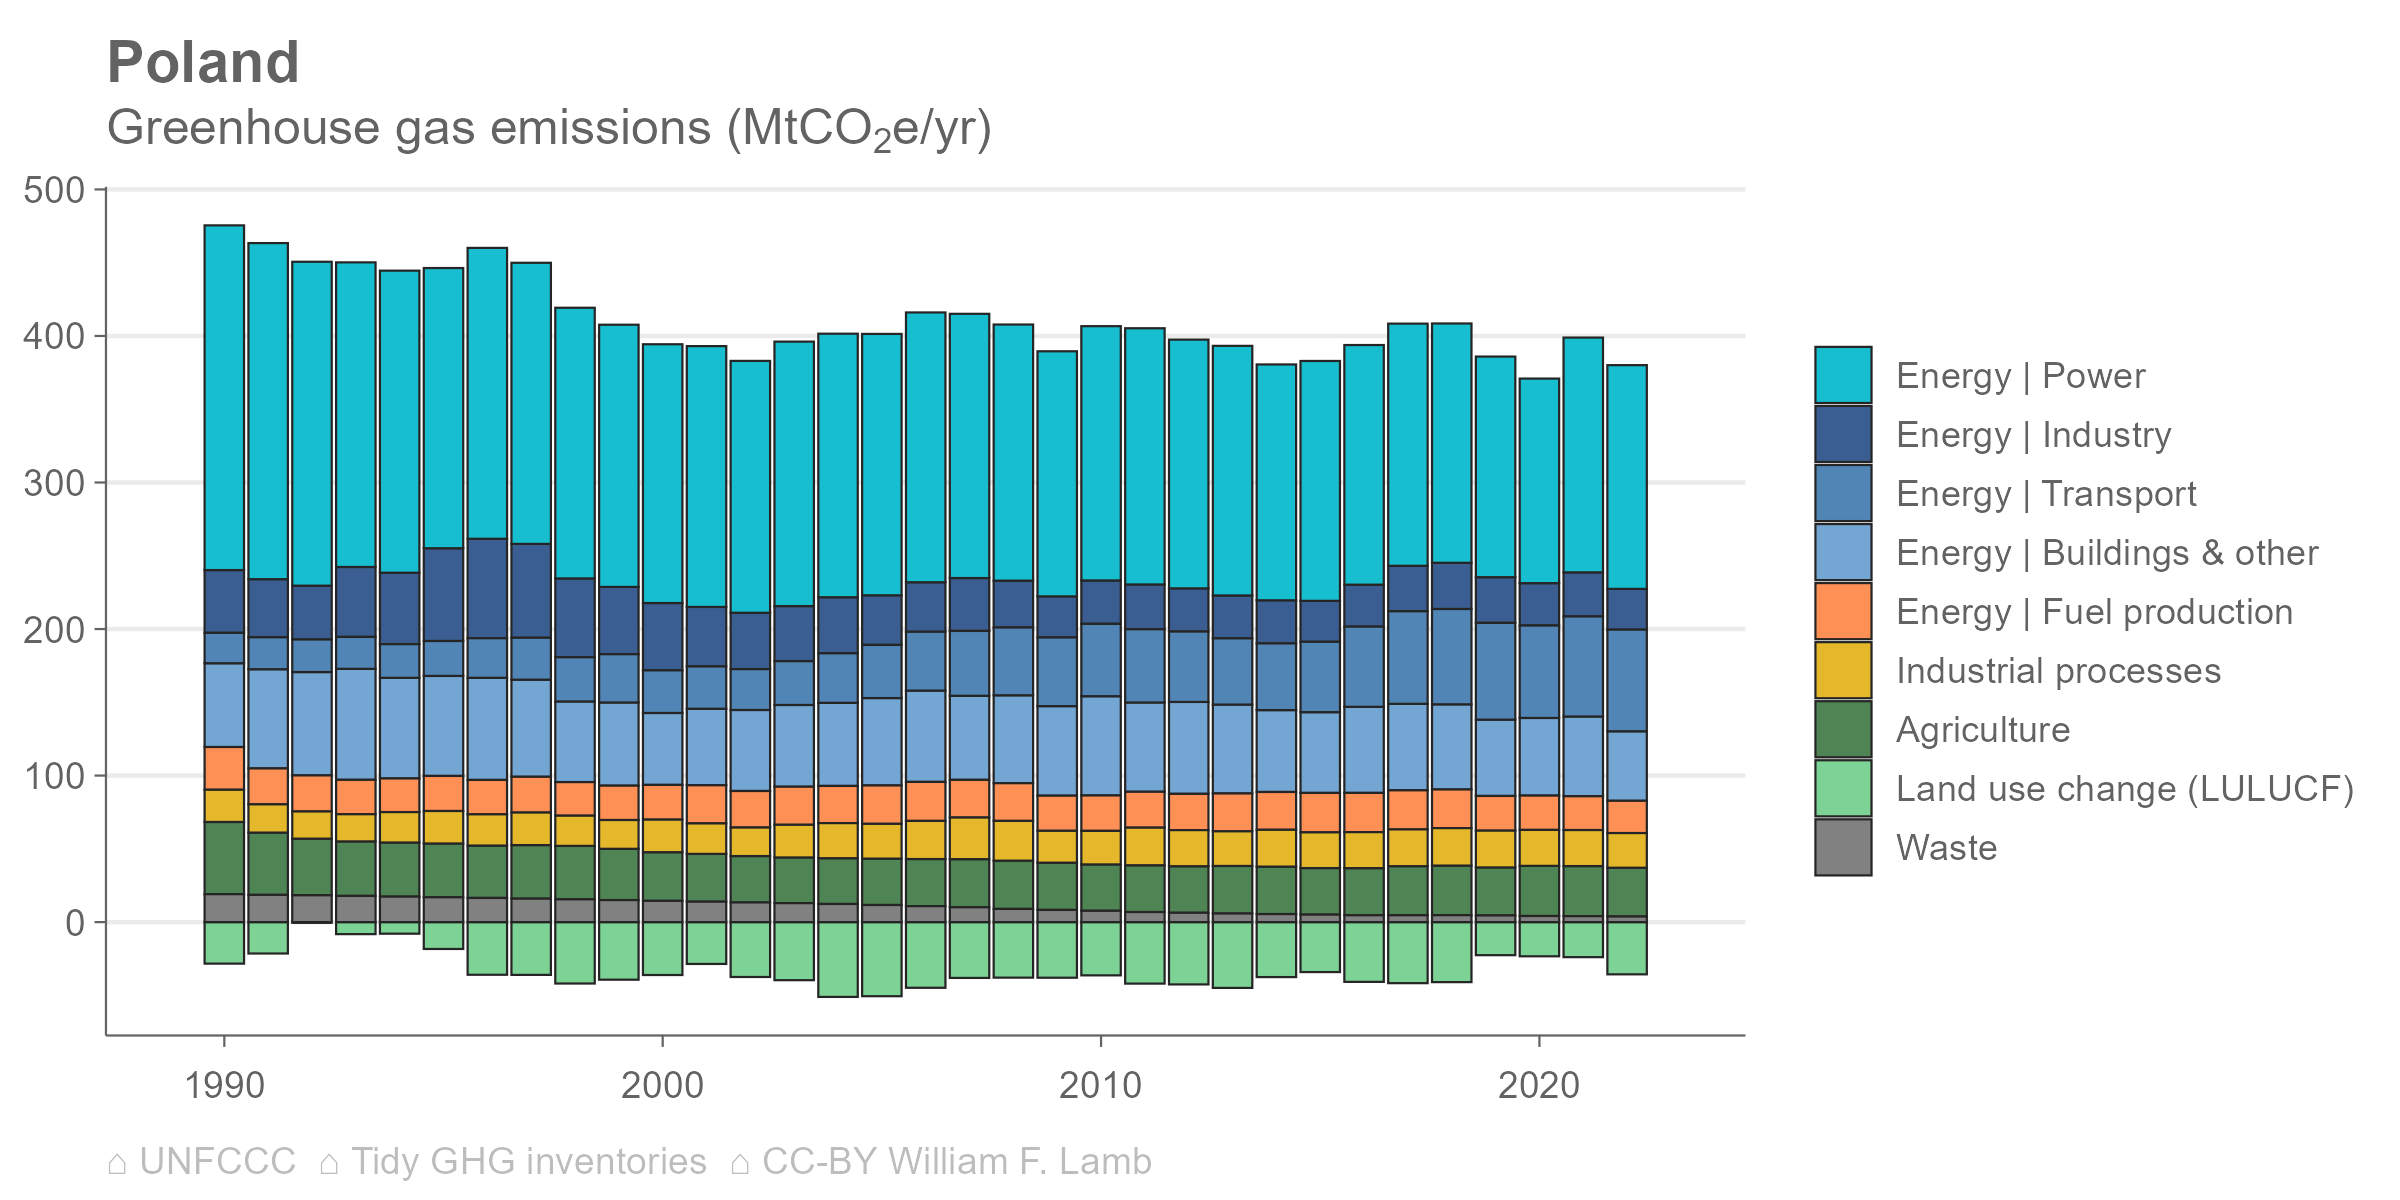 Poland
Greenhouse gas emissions (MtCO₂e/yr)
500
400
300
200
100
0
1990
2000
2010
2020
Energy | Power
Energy | Industry
Energy | Transport
Energy | Buildings & other
Energy | Fuel production
Industrial processes
Agriculture
Land use change (LULUCF)
Waste
⌂ UNFCCC ⌂ Tidy GHG inventories ⌂ CC-BY William F. Lamb